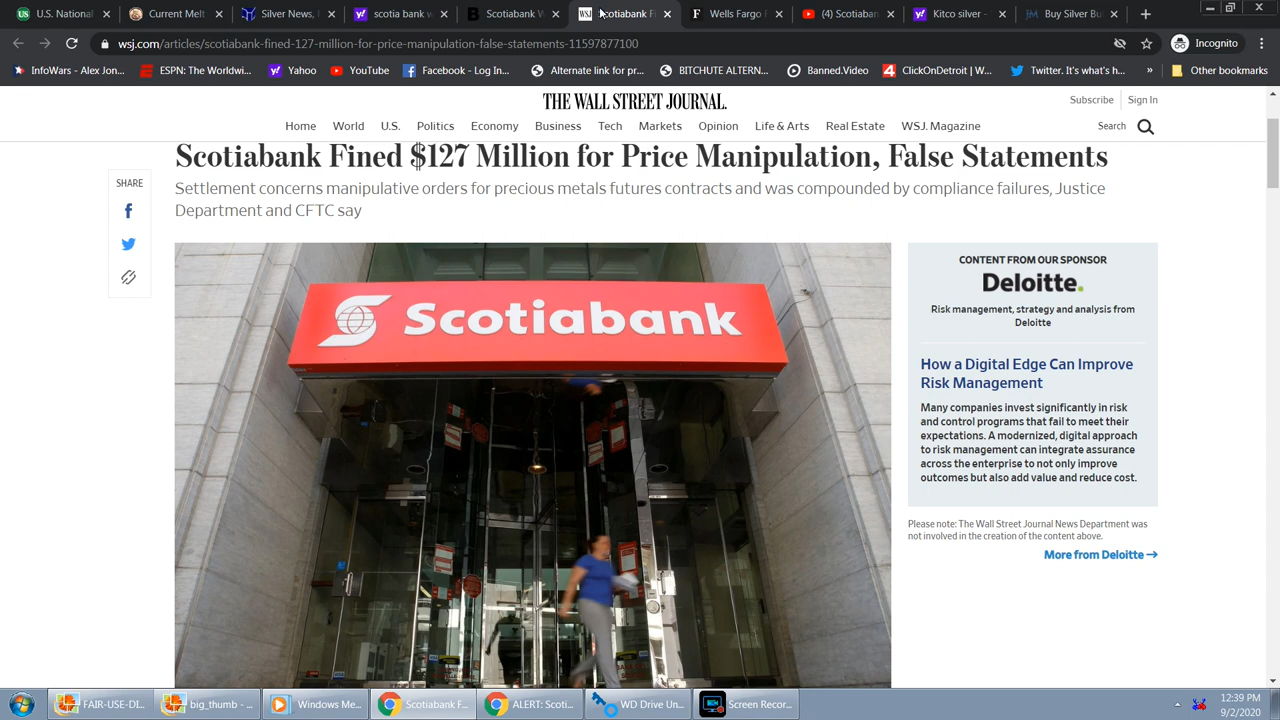 U.S. National
Current Melt
Silver News
scotia bank s
Scotiabank W
WSJ Scotiabank Fi
Wells Fargo
(4) Scotiaban
Kitco silver
Buy Silver Bu
wsj.com/articles/scotiabank-fined-127-million-for-price-manipulation-false-statements-11597877100
Incognito
InfoWars - Alex Jon...
ESPN: The Worldwi...
Yahoo
YouTube
Facebook - Log In...
Alternate link for pr...
BITCHUTE ALTERN...
Banned.Video
ClickOnDetroit | W...
Twitter. It's what's h...
»
Other bookmarks
THE WALL STREET JOURNAL.
Subscribe Sign In
Home World U.S. Politics Economy Business Tech Markets Opinion Life & Arts Real Estate WSJ. Magazine
Search
Scotiabank Fined $127 Million for Price Manipulation, False Statements
Settlement concerns manipulative orders for precious metals futures contracts and was compounded by compliance failures, Justice
Department and CFTC say
SHARE
Scotiabank
CONTENT FROM OUR SPONSOR
Deloitte.
Risk management, strategy and analysis from
Deloitte
How a Digital Edge Can Improve
Risk Management
Many companies invest significantly in risk
and control programs that fail to meet their
expectations. A modernized, digital approach
to risk management can integrate assurance
across the enterprise to not only improve
outcomes but also add value and reduce cost.
Please note: The Wall Street Journal News Department was
not involved in the creation of the content above.
More from Deloitte →
FAIR-USE-DI...
big_thumb - ...
Windows Me...
Scotiabank F...
ALERT: Scoti...
WD Drive Un...
Screen Recor...
12:39 PM
9/2/2020